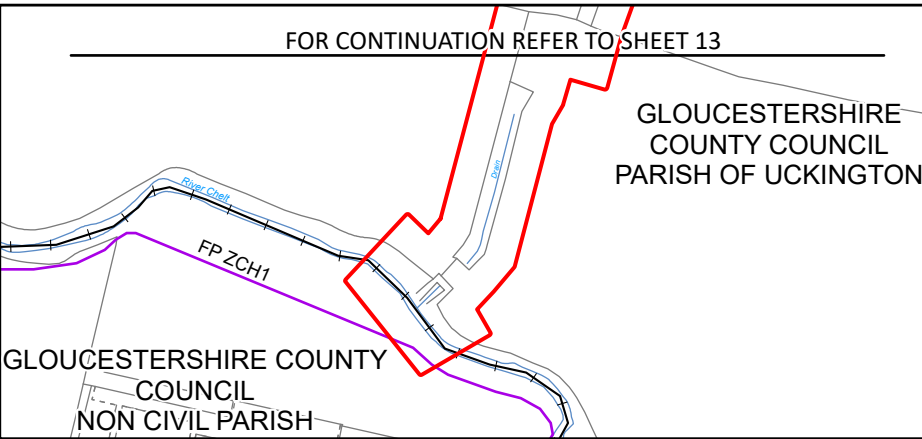 FOR CONTINUATION REFER TO SHEET 13
GLOUCESTERSHIRE
COUNTY COUNCIL
PARISH OF UCKINGTON
River Chelt
Drain
FP ZCH1
GLOUCESTERSHIRE COUNTY
COUNCIL
NON CIVIL PARISH